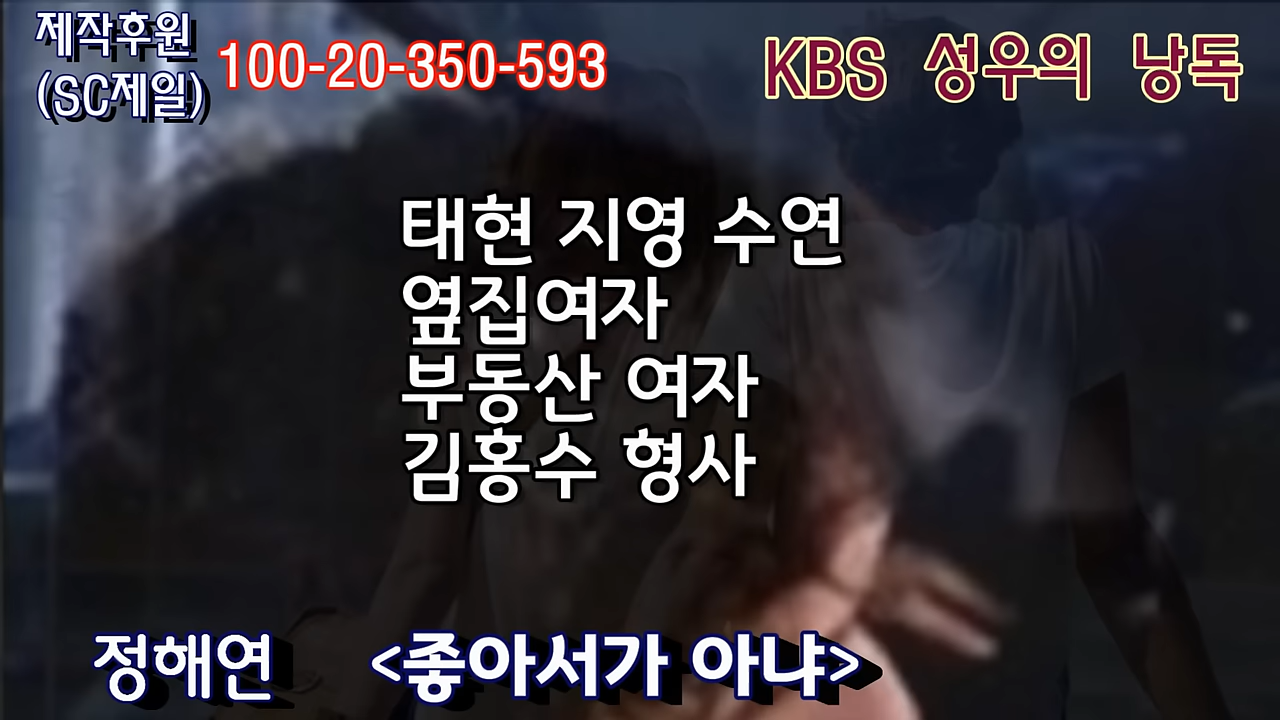 제작후원
(SC제일)
100-20-350-593
KBS 성우의 낭독
태현 지영 수연
옆집여자
부동산 여자
김홍수 형사
정해연 <좋아서가 아냐>